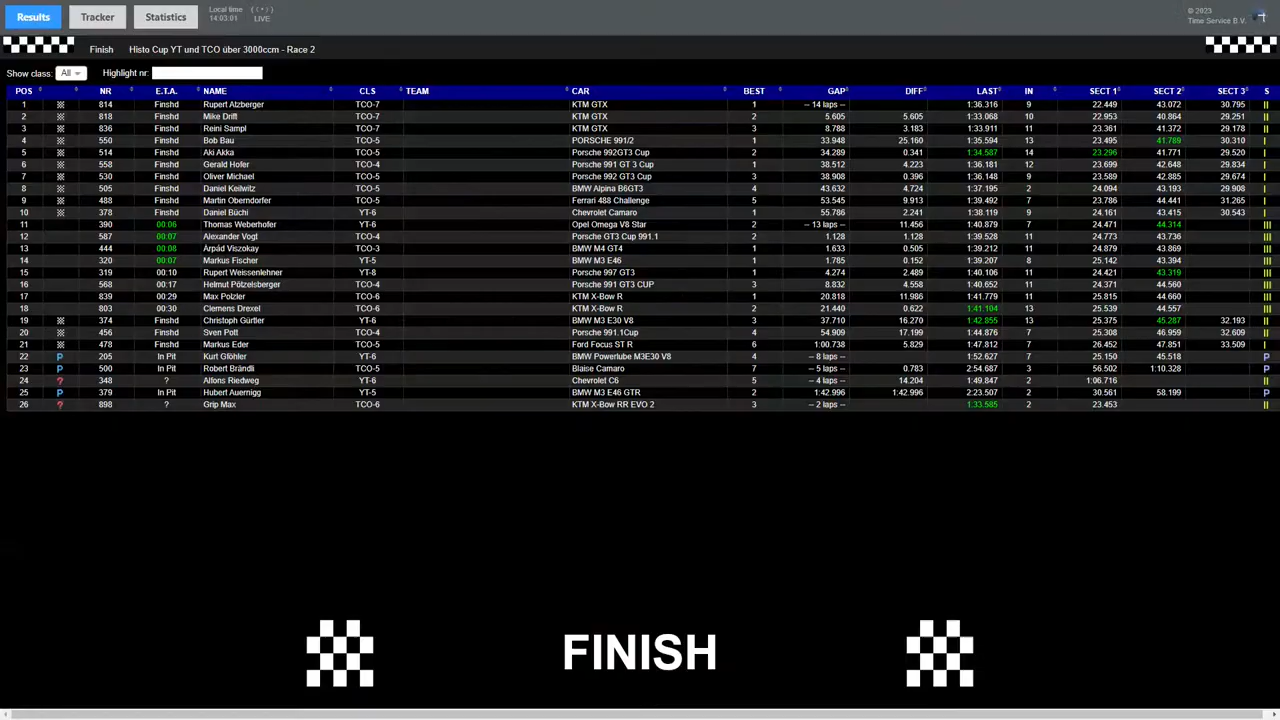 Results Tracker Statistics Local time 14:03:01 LIVE © 2023 Time Service B.V.
Finish Histo Cup YT und TCO über 3000ccm - Race 2
Show class: All Highlight nr:
POS NR E.T.A. NAME CLS TEAM CAR BEST GAP DIFF LAST IN SECT 1 SECT 2 SECT 3 S
1 814 Finshd Rupert Atzberger TCO-7 KTM GTX 1 -- 14 laps -- 1:36.316 9 22.449 43.072 30.795 II
2 818 Finshd Mike Drift TCO-7 KTM GTX 2 5.605 5.605 1:33.068 10 22.953 40.864 29.251 II
3 836 Finshd Reini Sampl TCO-7 KTM GTX 3 8.788 3.183 1:33.911 11 23.361 41.372 29.178 II
4 550 Finshd Bob Bau TCO-5 PORSCHE 991/2 1 33.948 25.160 1:35.594 13 23.495 41.789 30.310 I
5 514 Finshd Aki Akka TCO-5 Porsche 992GT3 Cup 2 34.289 0.341 1:34.587 14 23.296 41.771 29.520 I
6 558 Finshd Gerald Hofer TCO-5 Porsche 991 GT 3 Cup 1 38.512 4.223 1:36.181 12 23.699 42.648 29.834 I
7 530 Finshd Oliver Michael TCO-5 Porsche 992 GT3 Cup 3 38.908 0.396 1:36.148 9 23.589 42.885 29.674 I
8 505 Finshd Daniel Keilwitz TCO-5 BMW Alpina B6GT3 4 43.632 4.724 1:37.195 2 24.094 43.193 29.908 I
9 488 Finshd Martin Oberndorfer TCO-5 Ferrari 488 Challenge 5 53.545 9.913 1:39.492 7 23.786 44.441 31.265 I
10 378 Finshd Daniel Büchi YT-6 Chevrolet Camaro 1 55.786 2.241 1:38.119 9 24.161 43.415 30.543 I
11 390 00:06 Thomas Weberhofer YT-6 Opel Omega V8 Star 2 -- 13 laps -- 11.456 1:40.879 7 24.471 44.314 III
12 587 00:07 Alexander Vogt TCO-4 Porsche GT3 Cup 991.1 2 1.128 1.128 1:39.528 11 24.773 43.736 III
13 444 00:08 Arpád Viszokay TCO-3 BMW M4 GT4 1 1.633 0.505 1:39.212 11 24.879 43.869 III
14 320 00:07 Markus Fischer YT-5 BMW M3 E46 1 1.785 0.152 1:39.207 8 25.142 43.394 III
15 319 00:10 Rupert Weissenlehner YT-8 Porsche 997 GT3 1 4.274 2.489 1:40.106 11 24.421 43.319 III
16 568 00:17 Helmut Pölzelsberger TCO-4 Porsche 991 GT3 CUP 3 8.832 4.558 1:40.652 11 24.371 44.560 III
17 839 00:29 Max Polzler TCO-6 KTM X-Bow R 1 20.818 11.986 1:41.779 11 25.815 44.660 III
18 803 00:30 Clemens Drexel TCO-6 KTM X-Bow R 2 21.440 0.622 1:41.104 13 25.539 44.557 III
19 374 Finshd Christoph Gürtler YT-6 BMW M3 E30 V8 3 37.710 16.270 1:42.855 13 25.375 45.287 32.193 II
20 456 Finshd Sven Pott TCO-4 Porsche 991.1Cup 4 54.909 17.199 1:44.876 7 25.308 46.959 32.609 II
21 478 Finshd Markus Eder TCO-5 Ford Focus ST R 6 1:00.738 5.829 1:47.812 7 26.452 47.851 33.509 I
22 P 205 In Pit Kurt Gföhler YT-6 BMW Powerlube M3E30 V8 4 -- 8 laps -- 1:52.627 7 25.150 45.518 P
23 P 500 In Pit Robert Brändli TCO-5 Blaise Camaro 7 -- 5 laps -- 0.783 2:54.687 3 56.502 1:10.328 P
24 ? 348 ? Alfons Riedweg YT-6 Chevrolet C6 5 -- 4 laps -- 14.204 1:49.847 2 1:06.716 II
25 P 379 In Pit Hubert Auernigg YT-5 BMW M3 E46 GTR 2 1:42.996 1:42.996 2:23.507 2 30.561 58.199 P
26 ? 898 ? Grip Max TCO-6 KTM X-Bow RR EVO 2 3 -- 2 laps -- 1:33.585 2 23.453 II
FINISH